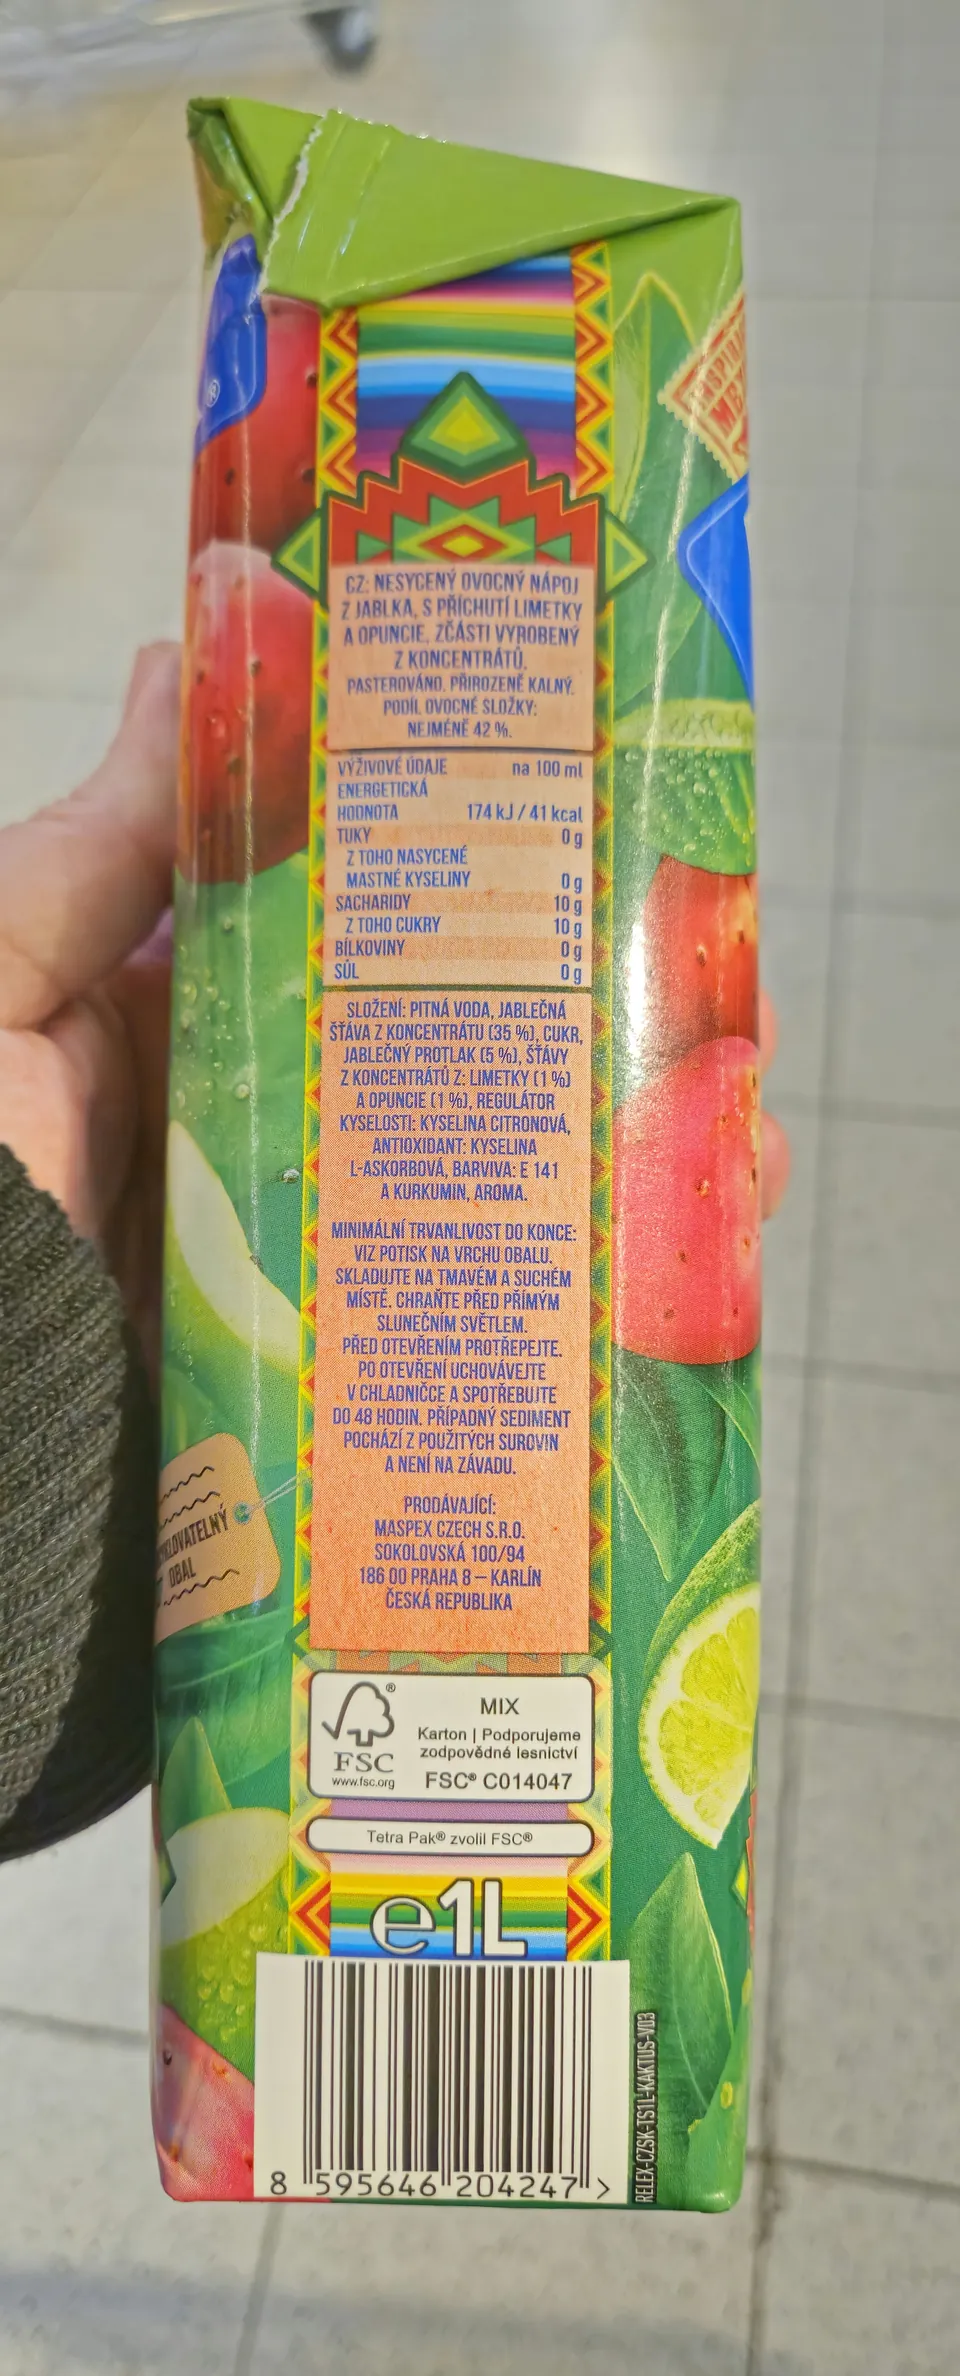 ®
CZ: NESYCENÝ OVOCNÝ NÁPOJ
Z JABLKA, S PŘÍCHUTÍ LIMETKY
A OPUNCIE, ZČÁSTI VYROBENÝ
Z KONCENTRÁTŮ.
PASTEROVÁNO. PŘIROZENĚ KALNÝ.
PODÍL OVOCNÉ SLOŽKY:
NEJMÉNĚ 42 %.
VÝŽIVOVÉ ÚDAJE na 100 ml
ENERGETICKÁ
HODNOTA 174 kJ / 41 kcal
TUKY 0 g
Z TOHO NASYCENÉ
MASTNÉ KYSELINY 0 g
SACHARIDY 10 g
Z TOHO CUKRY 10 g
BÍLKOVINY 0 g
SŮL 0 g
SLOŽENÍ: PITNÁ VODA, JABLEČNÁ
ŠŤÁVA Z KONCENTRÁTU (35 %), CUKR,
JABLEČNÝ PROTLAK (5 %), ŠŤÁVY
Z KONCENTRÁTŮ Z: LIMETKY (1 %)
A OPUNCIE (1 %), REGULÁTOR
KYSELOSTI: KYSELINA CITRONOVÁ,
ANTIOXIDANT: KYSELINA
L-ASKORBOVÁ, BARVIVA: E 141
A KURKUMIN, AROMA.
MINIMÁLNÍ TRVANLIVOST DO KONCE:
VIZ POTISK NA VRCHU OBALU.
SKLADUJTE NA TMAVÉM A SUCHÉM
MÍSTĚ. CHRAŇTE PŘED PŘÍMÝM
SLUNEČNÍM SVĚTLEM.
PŘED OTEVŘENÍM PROTŘEPEJTE.
PO OTEVŘENÍ UCHOVÁVEJTE
V CHLADNIČCE A SPOTŘEBUJTE
DO 48 HODIN. PŘÍPADNÝ SEDIMENT
POCHÁZÍ Z POUŽITÝCH SUROVIN
A NENÍ NA ZÁVADU.
OBAL
PRODÁVAJÍCÍ:
MASPEX CZECH S.R.O.
SOKOLOVSKÁ 100/94
186 00 PRAHA 8 – KARLÍN
ČESKÁ REPUBLIKA
®
FSC
www.fsc.org
MIX
Karton | Podporujeme
zodpovědné lesnictví
FSC® C014047
Tetra Pak® zvolil FSC®
e1L
8 595646 204247 >
RELEX-CZSK-TS1L-KAKTUS-V03